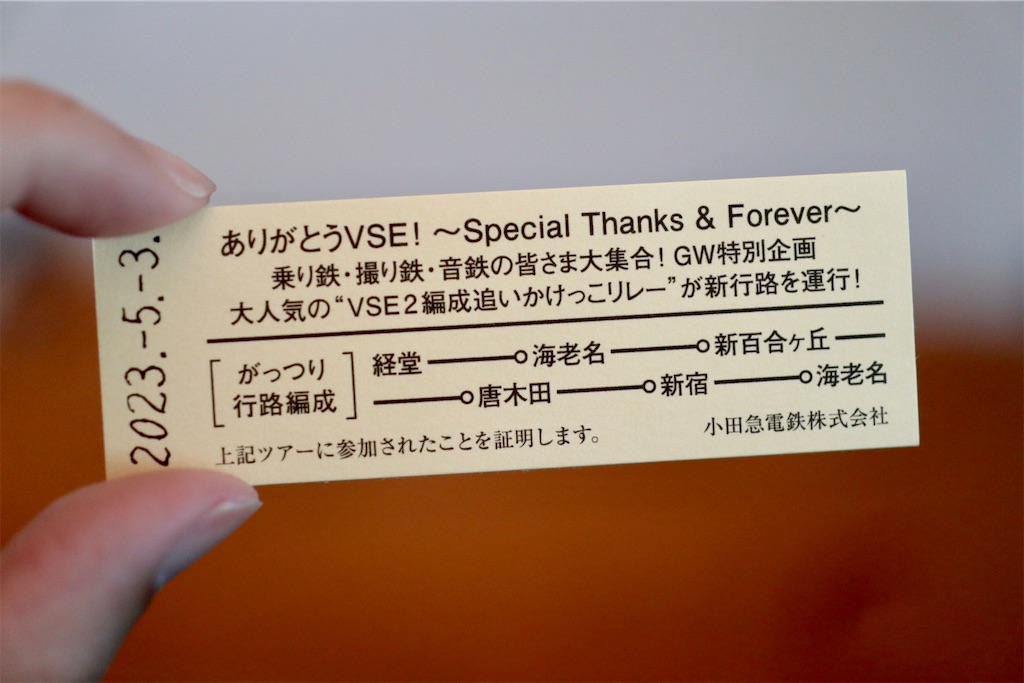 2023.-5.-3.
ありがとうVSE！～Special Thanks & Forever～
乗り鉄・撮り鉄・音鉄の皆さま大集合！GW特別企画
大人気の“VSE2編成追いかけっこリレー”が新行路を運行！
がっつり
行路編成
経堂 海老名 新百合ヶ丘
唐木田 新宿 海老名
上記ツアーに参加されたことを証明します。
小田急電鉄株式会社